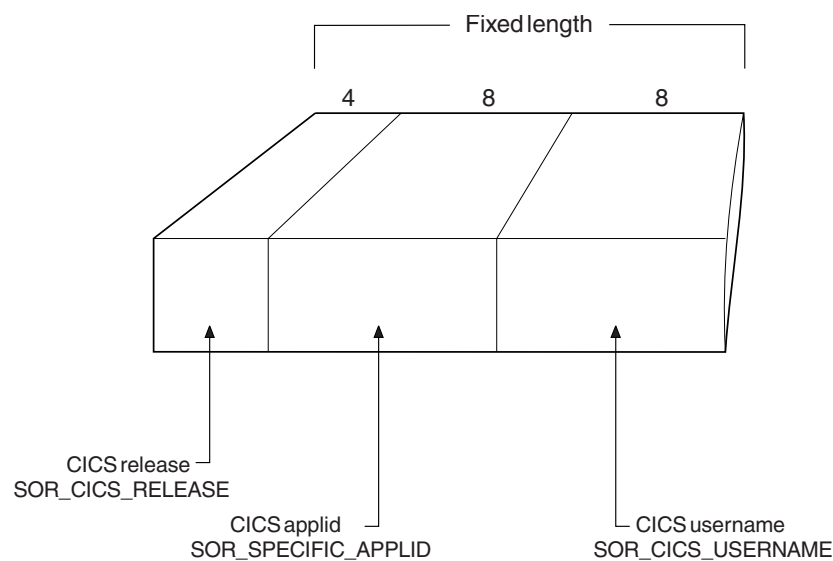 Fixed length
4 8 8
CICS release
SOR_CICS_RELEASE
CICS applid
SOR_SPECIFIC_APPLID
CICS username
SOR_CICS_USERNAME